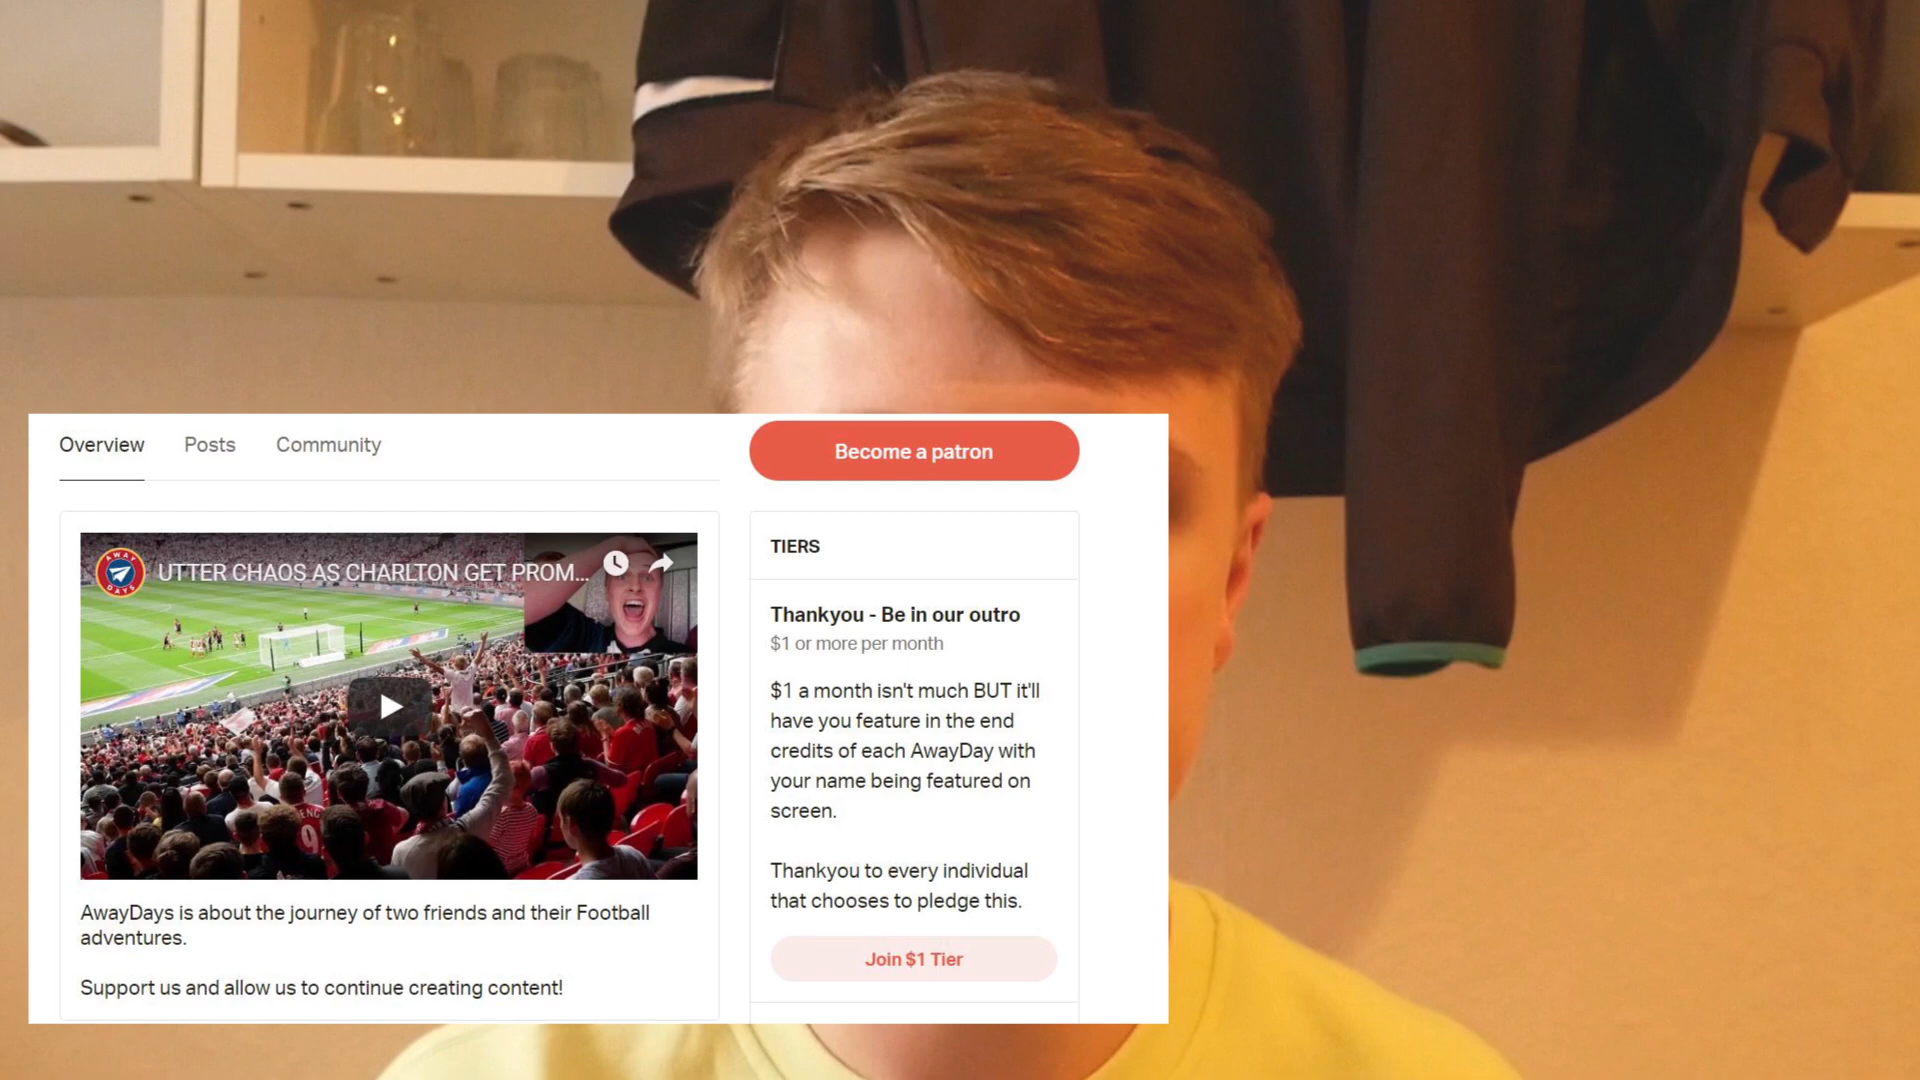 Overview Posts Community
Become a patron
AWAY
DAYS
UTTER CHAOS AS CHARLTON GET PROM...
ENG
9
AwayDays is about the journey of two friends and their Football
adventures.
Support us and allow us to continue creating content!
TIERS
Thankyou - Be in our outro
$1 or more per month
$1 a month isn't much BUT it'll
have you feature in the end
credits of each AwayDay with
your name being featured on
screen.
Thankyou to every individual
that chooses to pledge this.
Join $1 Tier